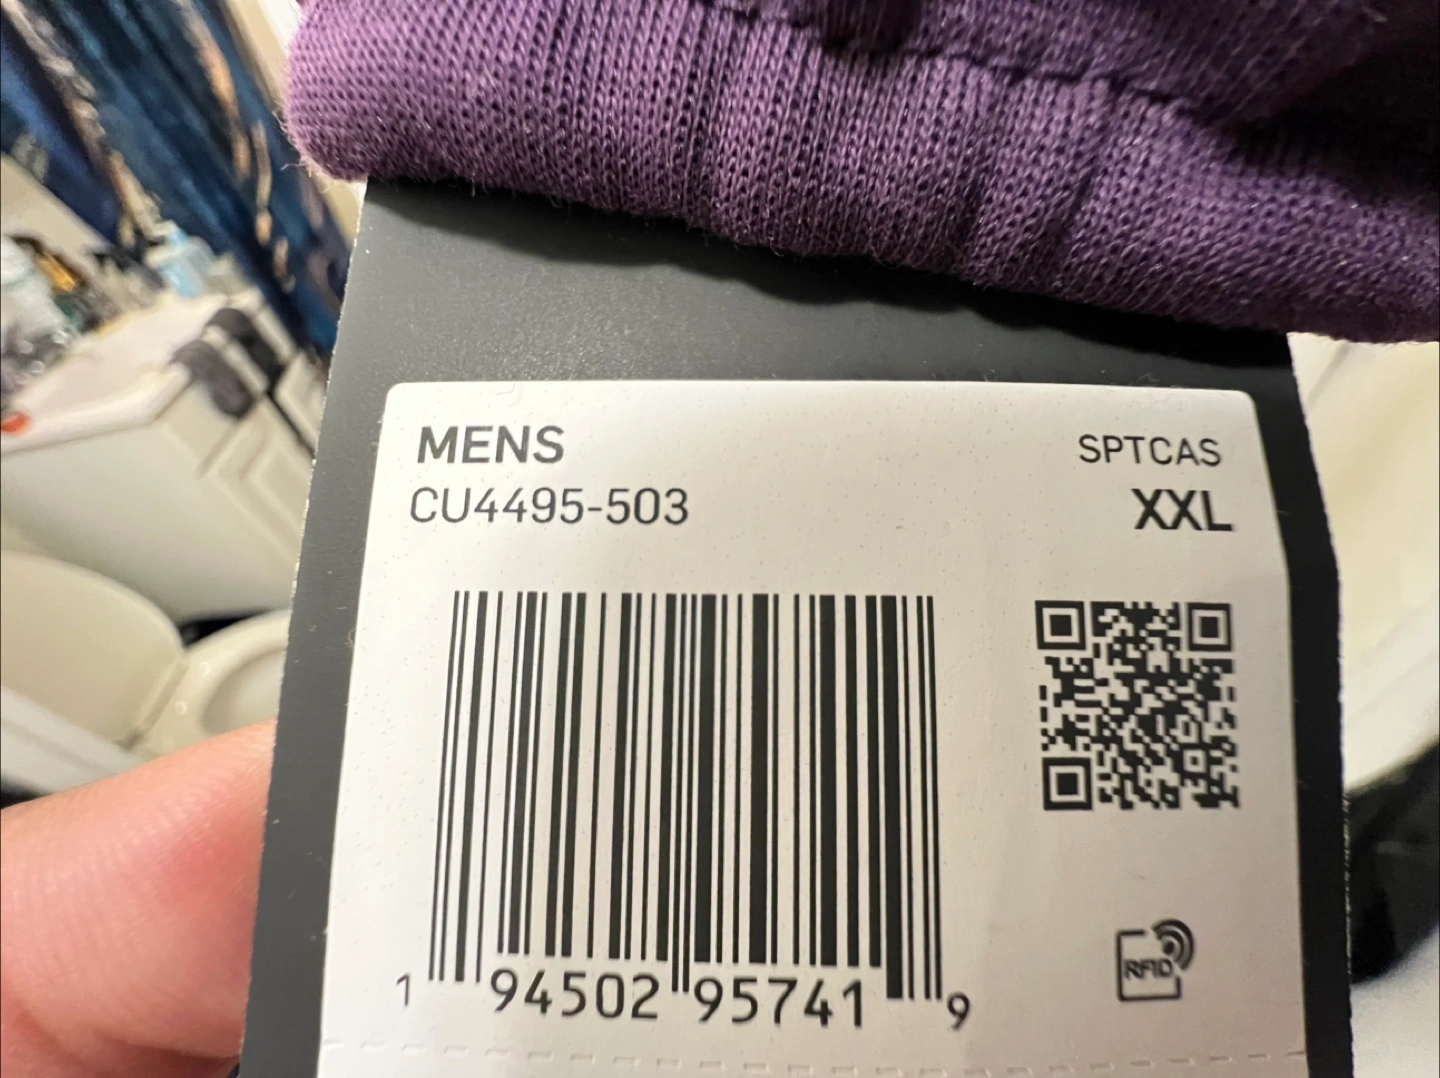 MENS
SPTCAS
CU4495-503
XXL
1 94502 95741 9
RFID